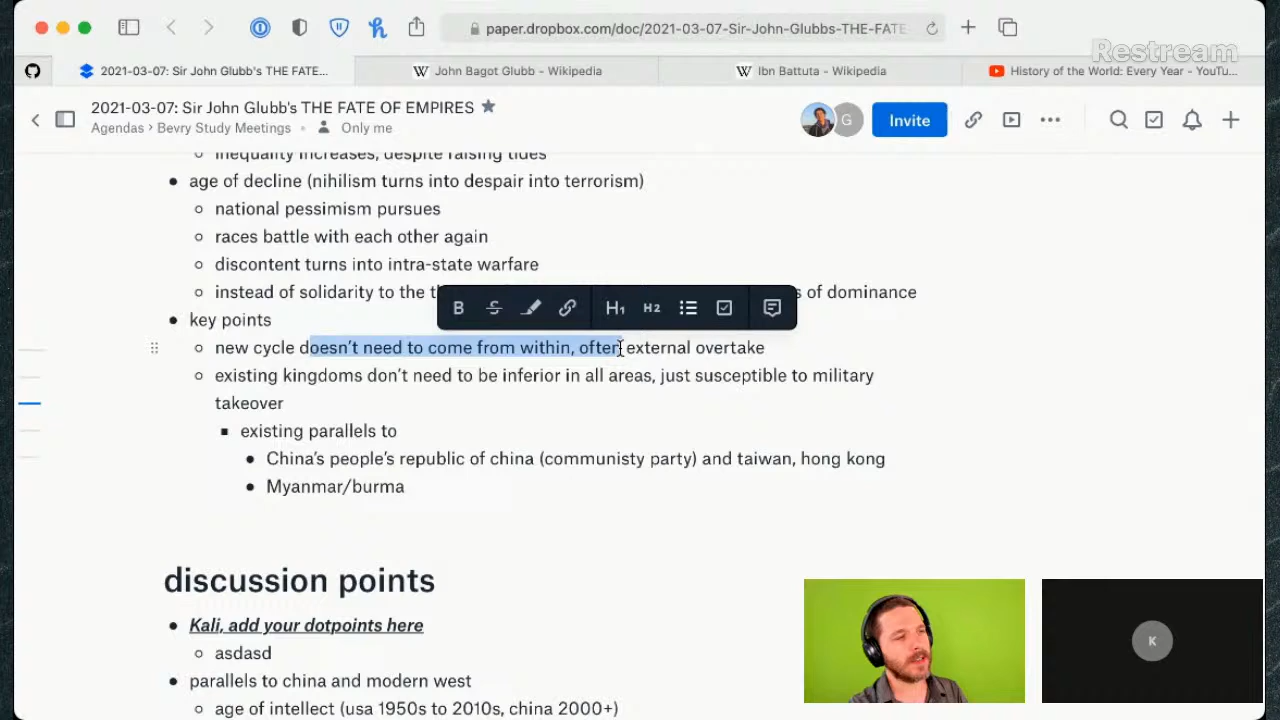 paper.dropbox.com/doc/2021-03-07-Sir-John-Glubbs-THE-FATE
Restream
2021-03-07: Sir John Glubb's THE FATE...
John Bagot Glubb – Wikipedia
Ibn Battuta – Wikipedia
History of the World: Every Year - YouTu...
2021-03-07: Sir John Glubb's THE FATE OF EMPIRES
Agendas › Bevry Study Meetings • Only me
G
Invite
inequality increases, despite raising tides
age of decline (nihilism turns into despair into terrorism)
national pessimism pursues
races battle with each other again
discontent turns into intra-state warfare
instead of solidarity to the s of dominance
B S H1 H2
key points
new cycle doesn't need to come from within, often external overtake
existing kingdoms don't need to be inferior in all areas, just susceptible to military
takeover
existing parallels to
China's people's republic of china (communisty party) and taiwan, hong kong
Myanmar/burma
discussion points
Kali, add your dotpoints here
asdasd
parallels to china and modern west
age of intellect (usa 1950s to 2010s, china 2000+)
K